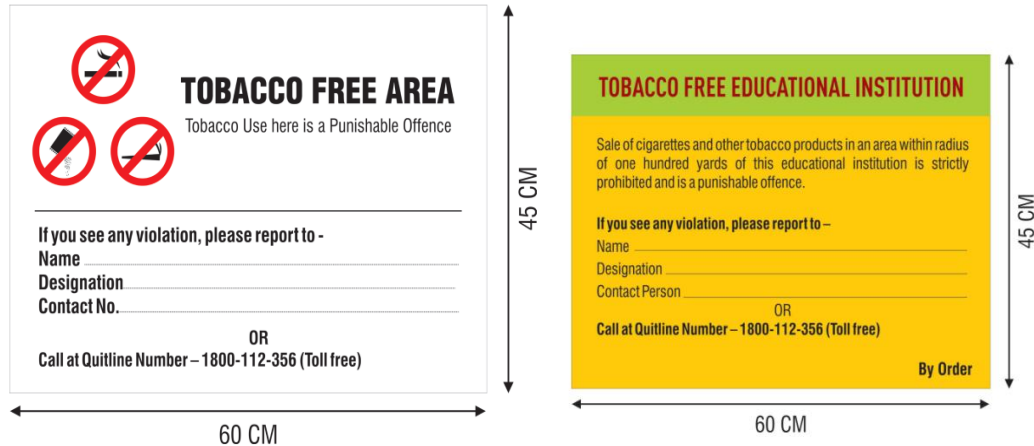 TOBACCO FREE AREA
Tobacco Use here is a Punishable Offence
If you see any violation, please report to -
Name
Designation
Contact No.
OR
Call at Quitline Number – 1800-112-356 (Toll free)
45 CM
60 CM
TOBACCO FREE EDUCATIONAL INSTITUTION
Sale of cigarettes and other tobacco products in an area within radius
of one hundred yards of this educational institution is strictly
prohibited and is a punishable offence.
If you see any violation, please report to –
Name
Designation
Contact Person
OR
Call at Quitline Number – 1800-112-356 (Toll free)
By Order
45 CM
60 CM